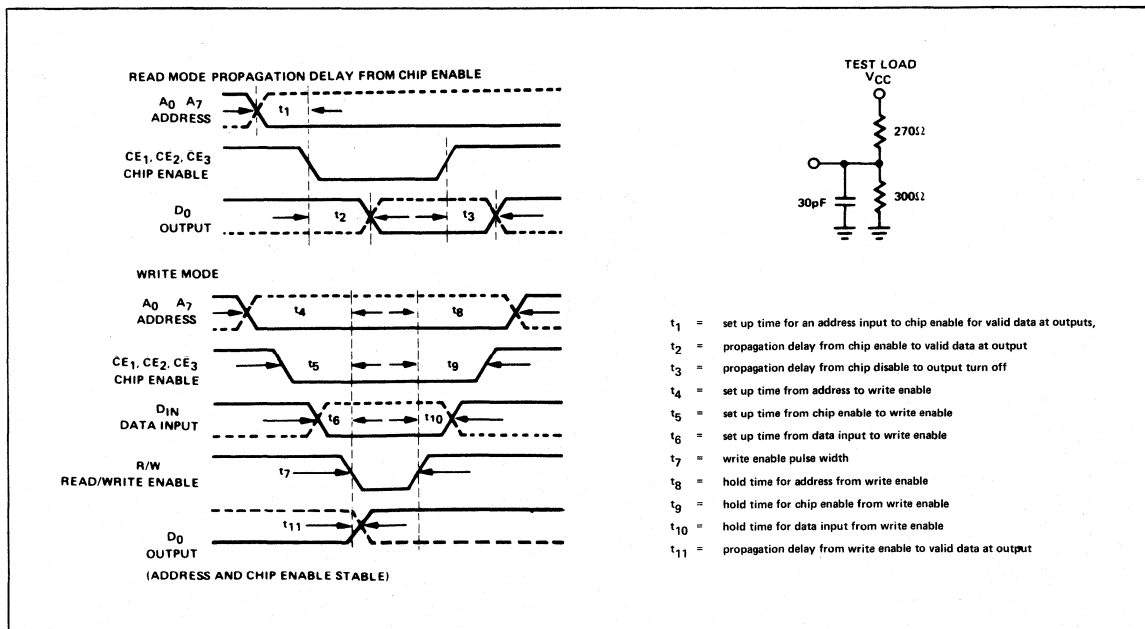 READ MODE PROPAGATION DELAY FROM CHIP ENABLE
A0 A7
ADDRESS
t1
CE1, CE2, CE3
CHIP ENABLE
D0
OUTPUT
t2
t3
WRITE MODE
A0 A7
ADDRESS
t4
t8
CE1, CE2, CE3
CHIP ENABLE
t5
t9
DIN
DATA INPUT
t6
t10
R/W
READ/WRITE ENABLE
t7
t11
D0
OUTPUT
(ADDRESS AND CHIP ENABLE STABLE)
TEST LOAD
VCC
270Ω
30pF
300Ω
t1 = set up time for an address input to chip enable for valid data at outputs,
t2 = propagation delay from chip enable to valid data at output
t3 = propagation delay from chip disable to output turn off
t4 = set up time from address to write enable
t5 = set up time from chip enable to write enable
t6 = set up time from data input to write enable
t7 = write enable pulse width
t8 = hold time for address from write enable
t9 = hold time for chip enable from write enable
t10 = hold time for data input from write enable
t11 = propagation delay from write enable to valid data at output